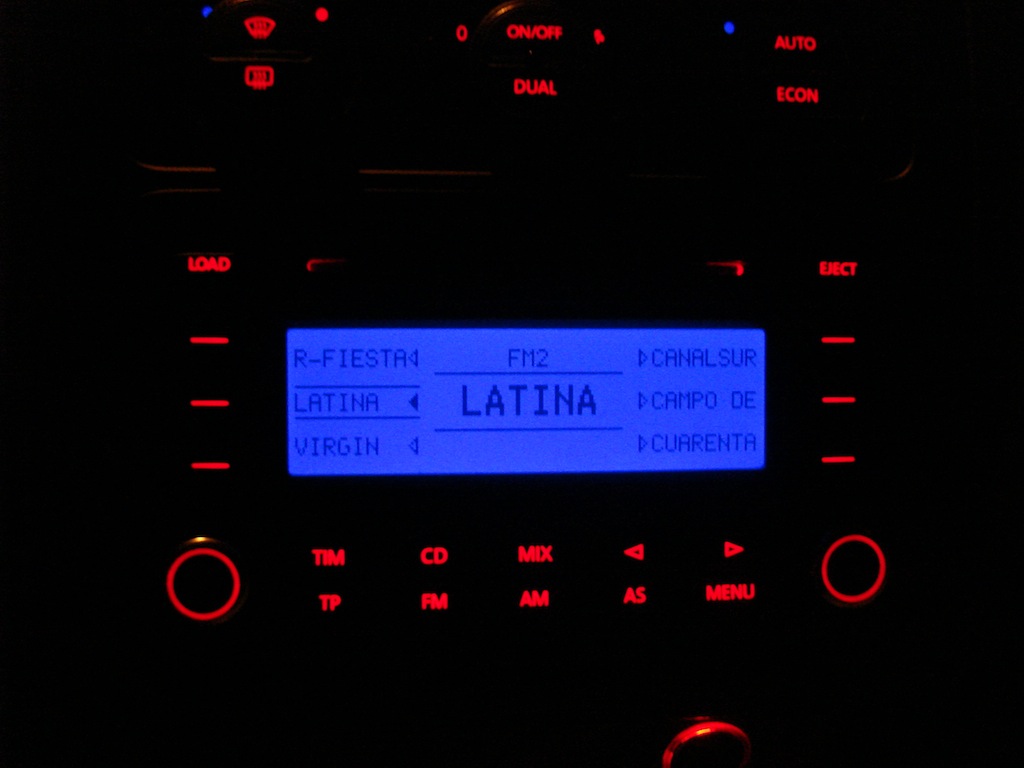 0 ON/OFF AUTO
DUAL ECON
LOAD EJECT
R-FIESTA FM2 CANALSUR
LATINA LATINA CAMPO DE
VIRGIN CUARENTA
TIM CD MIX
TP FM AM AS MENU